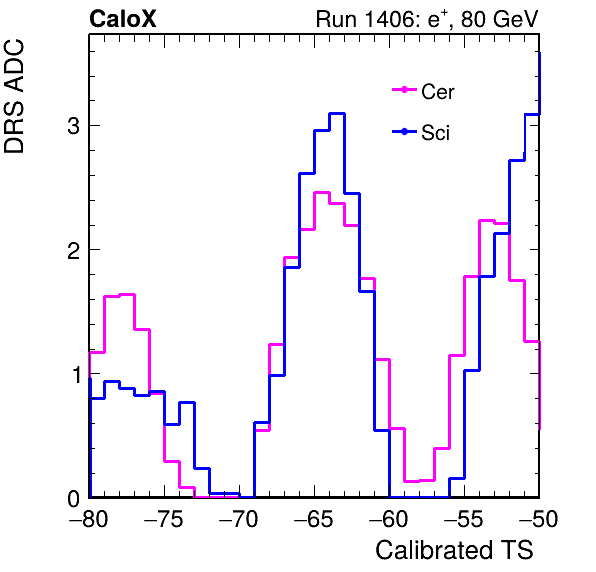 CaloX Run 1406: e⁺, 80 GeV
DRS ADC
Cer
Sci
3
2
1
0
−80 −75 −70 −65 −60 −55 −50
Calibrated TS